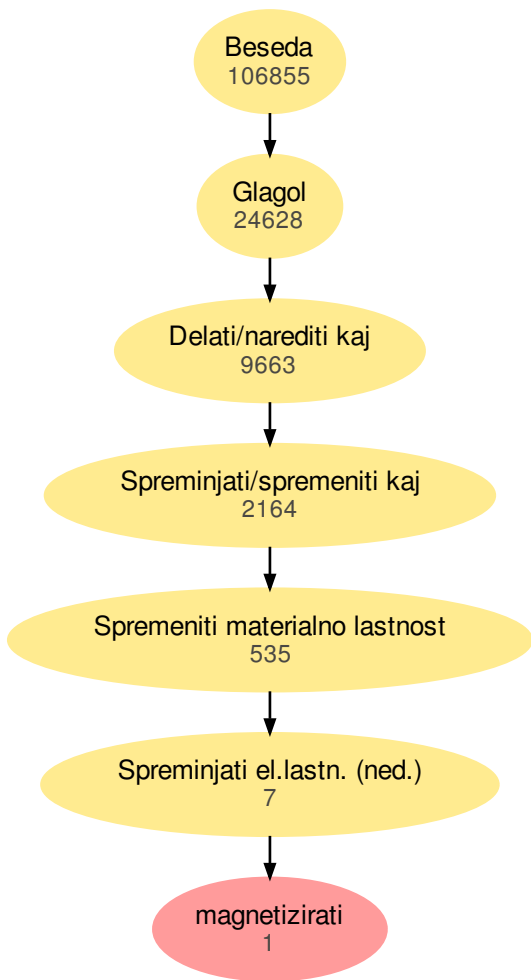 Beseda
106855
Glagol
24628
Delati/narediti kaj
9663
Spreminjati/spremeniti kaj
2164
Spremeniti materialno lastnost
535
Spreminjati el.lastn. (ned.)
7
magnetizirati
1